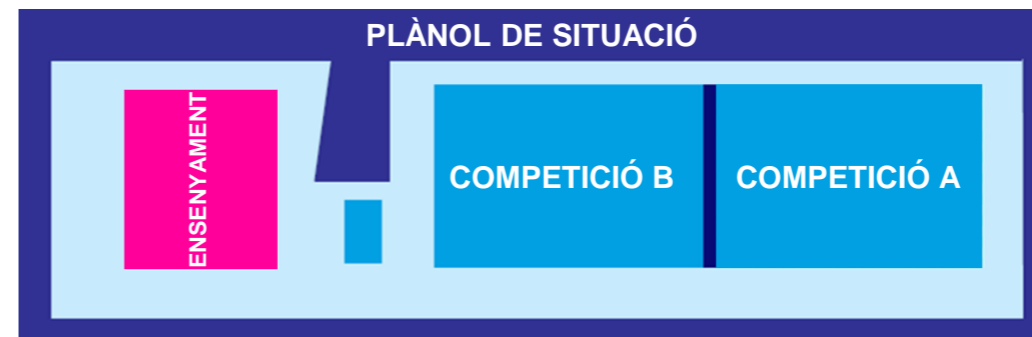 PLÀNOL DE SITUACIÓ
ENSENYAMENT
COMPETICIÓ B
COMPETICIÓ A